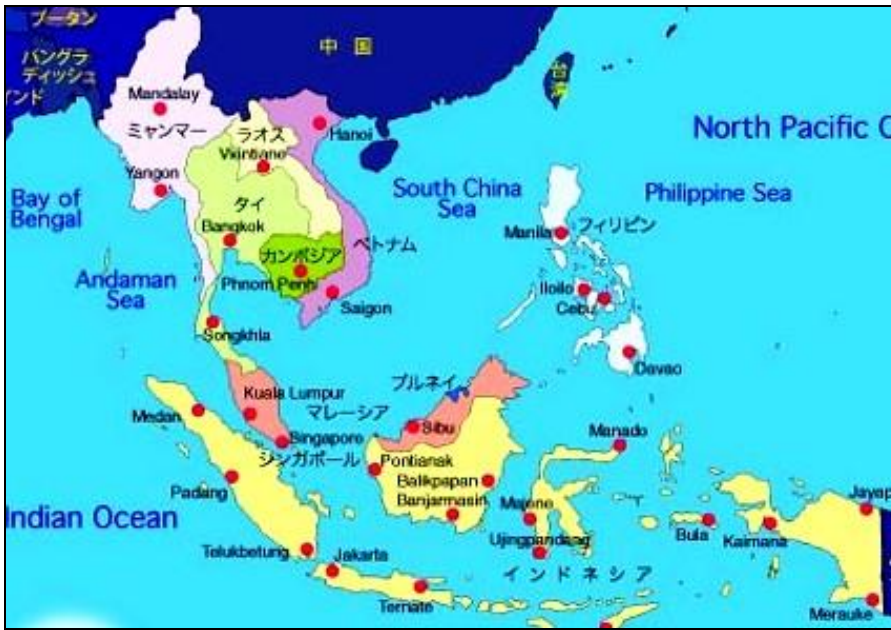 ブータン
中国
バングラ
ディッシュ
インド
台湾
Mandalay
ミャンマー
ラオス
Vixintiane
Hanoi
North Pacific O
Yangon
Bay of
Bengal
South China
Sea
Philippine Sea
タイ
Bangkok
カンボジア
ベトナム
Manila
フィリピン
Andaman
Sea
Phnom Penhi
Saigon
Iloilo
Cebu
Songkhla
Davao
ブルネイ
Kuala Lumpur
マレーシア
Medan
Sibu
Singapore
シンガポール
Manado
Pontianak
Padang
Balikpapan
Banjarmasin
Majene
Jayap
Indian Ocean
Ujingpandang
Bula
Kaimana
Telukbetung
Jakarta
インドネシア
Ternate
Merauke